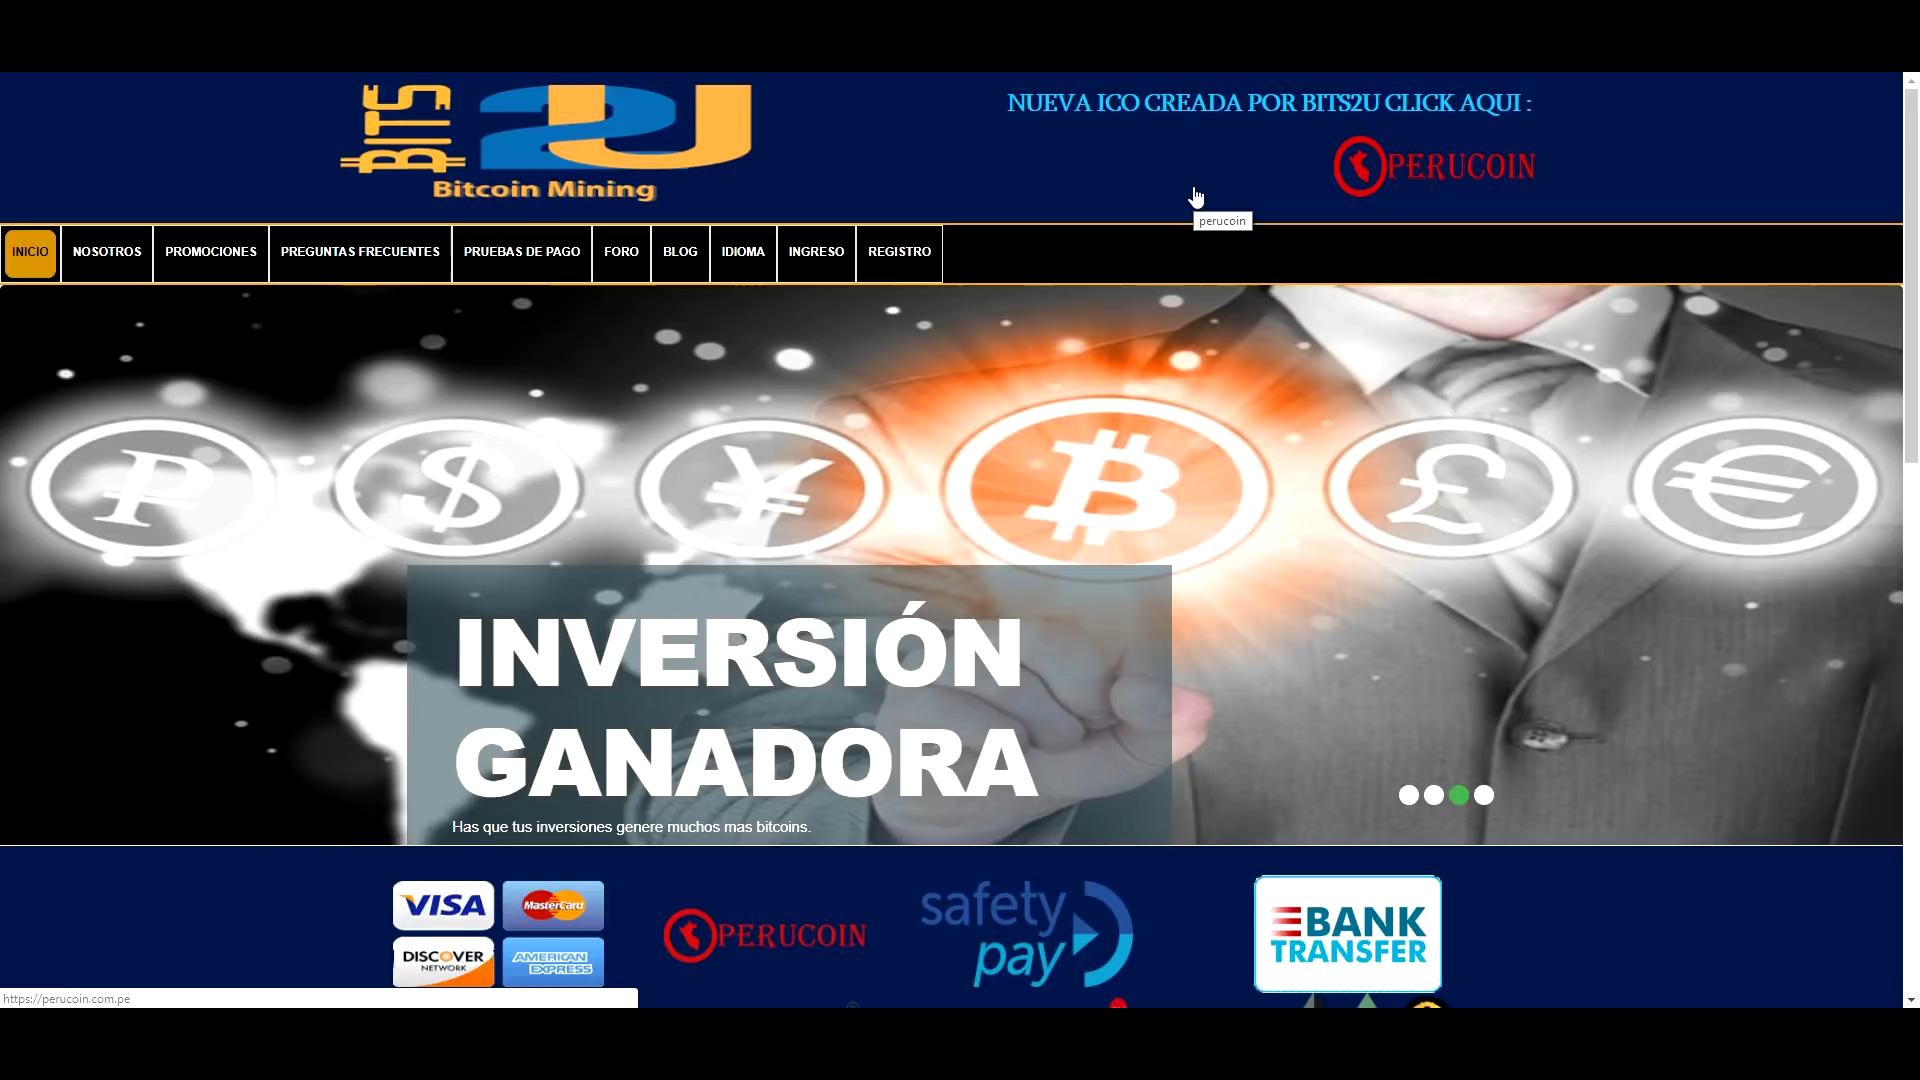 BITS
2U
Bitcoin Mining
NUEVA ICO CREADA POR BITS2U CLICK AQUI :
PERUCOIN
perucoin
INICIO
NOSOTROS
PROMOCIONES
PREGUNTAS FRECUENTES
PRUEBAS DE PAGO
FORO
BLOG
IDIOMA
INGRESO
REGISTRO
₽ $ ¥ ₿ £ €
INVERSIÓN
GANADORA
Has que tus inversiones genere muchos mas bitcoins.
VISA
MasterCard
DISCOVER
NETWORK
AMERICAN
EXPRESS
PERUCOIN
safety
pay
BANK
TRANSFER
https://perucoin.com.pe